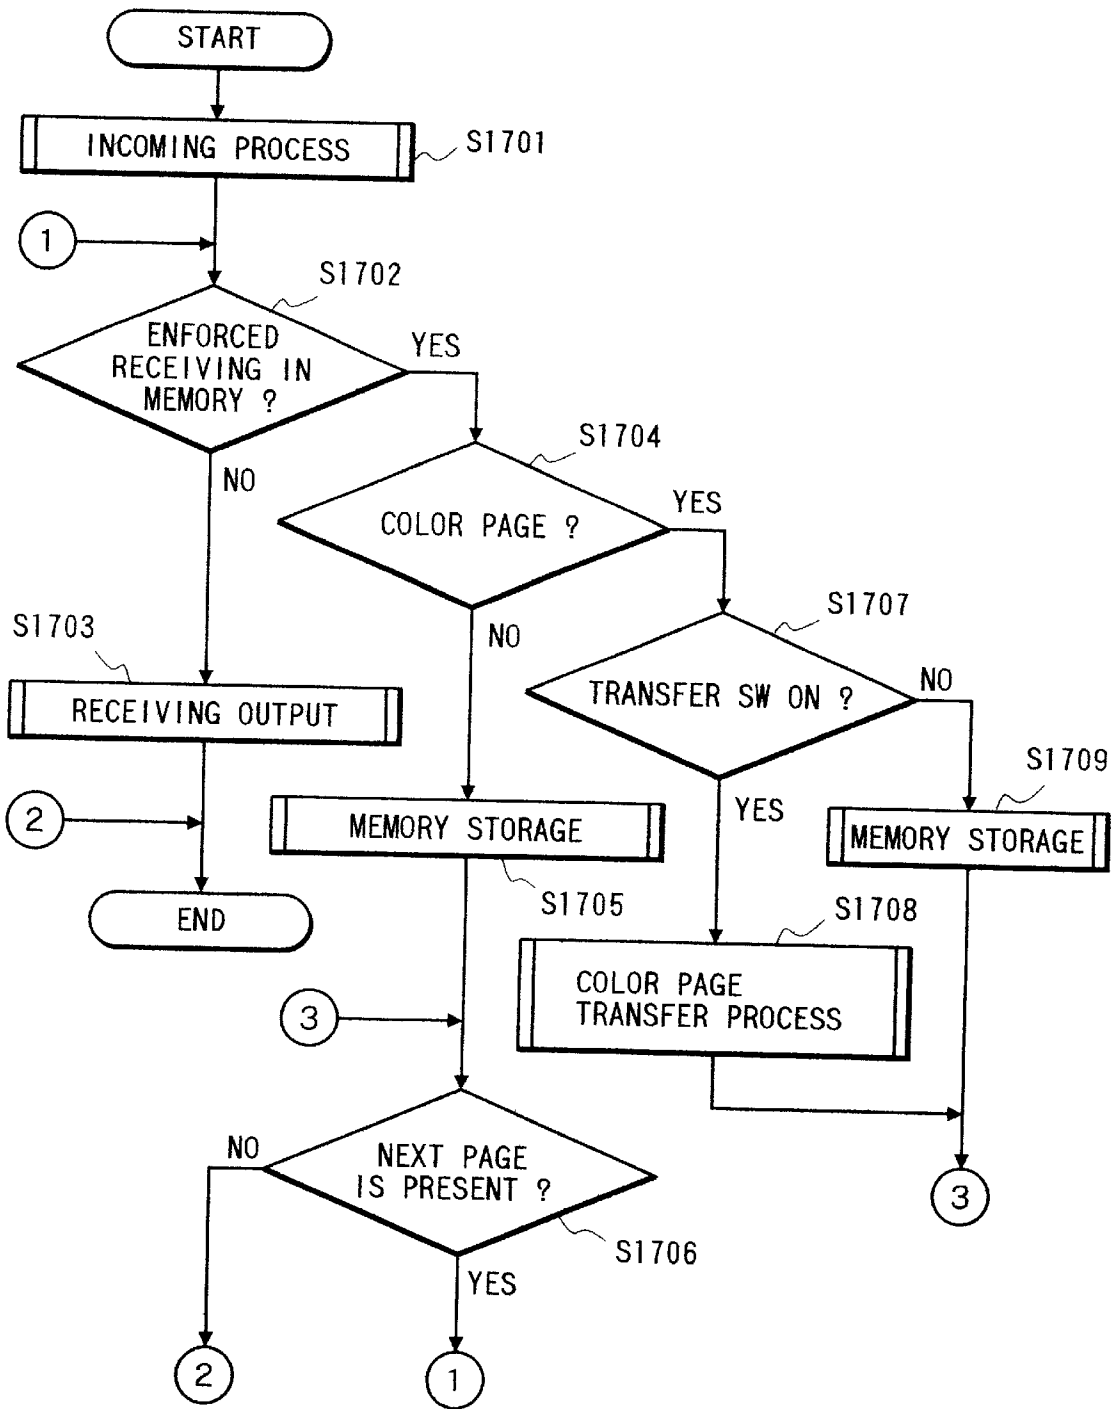 START
INCOMING PROCESS
S1701
1
S1702
ENFORCED
RECEIVING IN
MEMORY ?
YES
NO
S1704
COLOR PAGE ?
YES
NO
S1703
RECEIVING OUTPUT
S1707
TRANSFER SW ON ?
NO
YES
2
END
MEMORY STORAGE
S1705
S1709
MEMORY STORAGE
S1708
COLOR PAGE
TRANSFER PROCESS
3
NO
NEXT PAGE
IS PRESENT ?
S1706
YES
3
2
1